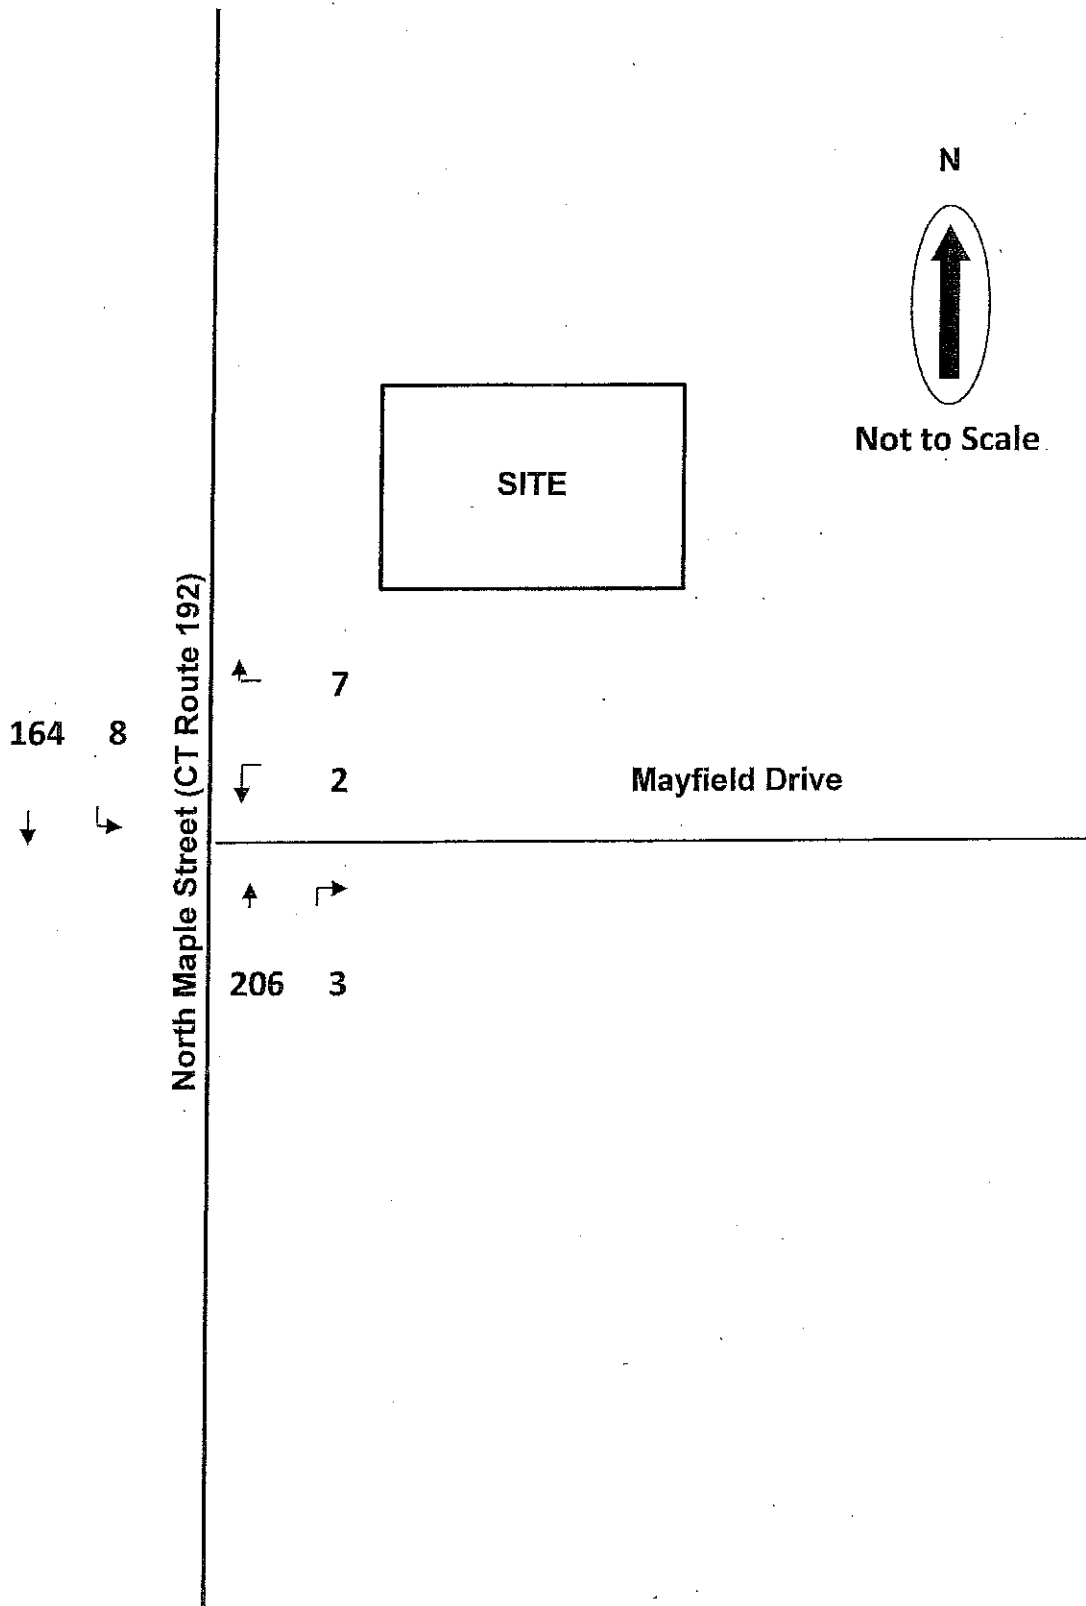 N
Not to Scale
SITE
North Maple Street (CT Route 192)
7
164 8
2
Mayfield Drive
206 3